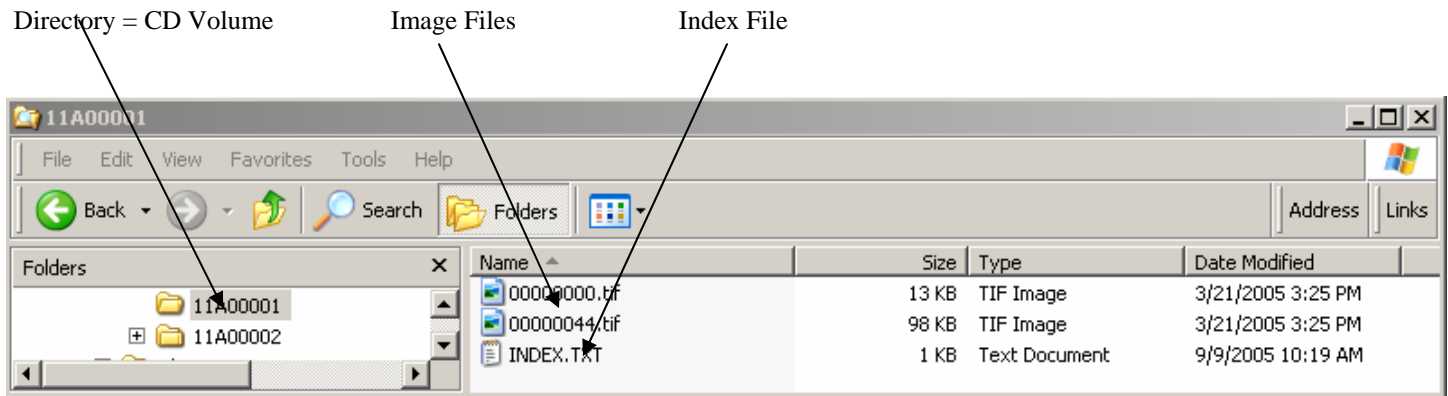 Directory = CD Volume Image Files Index File
11A00001
File Edit View Favorites Tools Help
Back Search Folders Address Links
Folders Name Size Type Date Modified
11A00001 00000000.tif 13 KB TIF Image 3/21/2005 3:25 PM
11A00002 00000044.tif 98 KB TIF Image 3/21/2005 3:25 PM
INDEX.TXT 1 KB Text Document 9/9/2005 10:19 AM